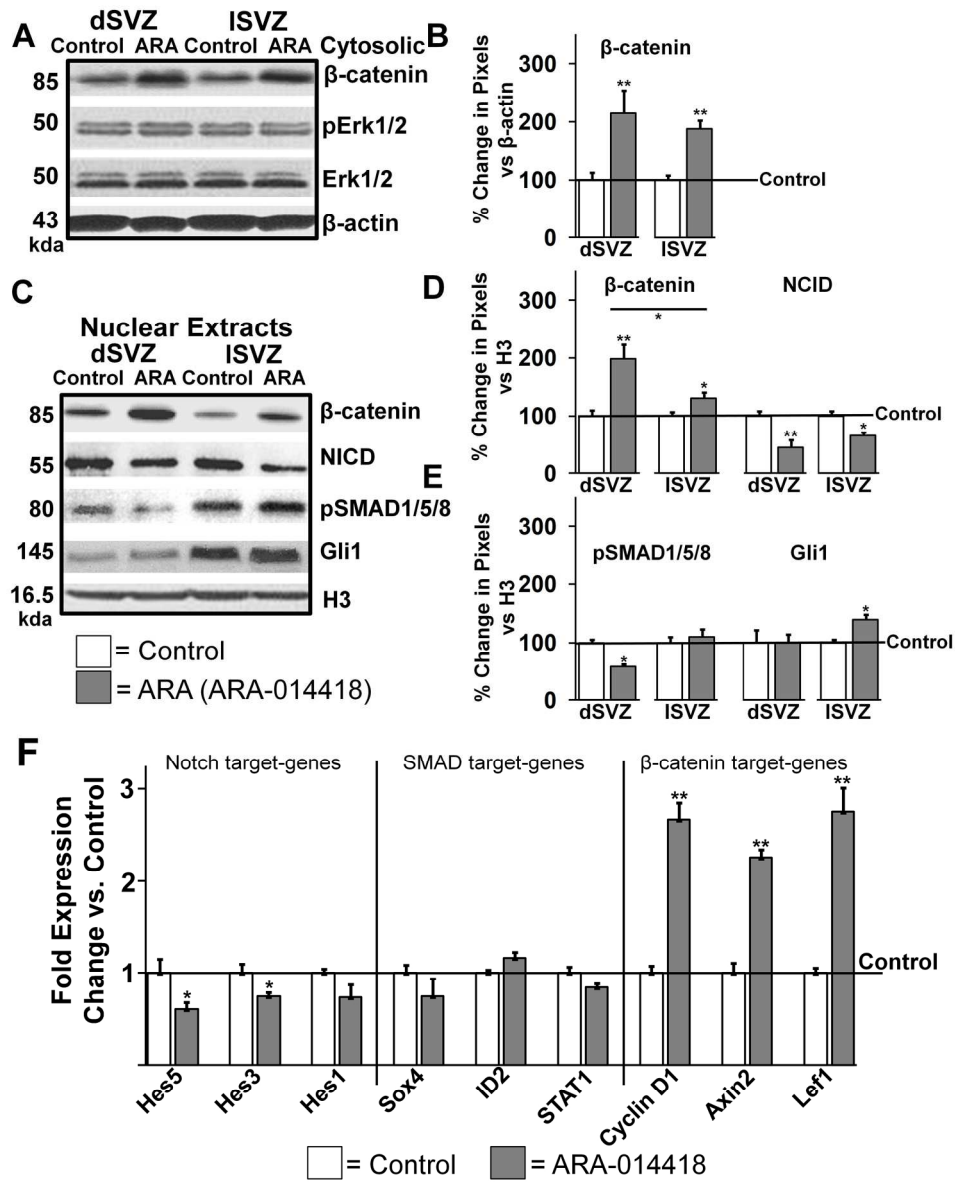 A
dSVZ lSVZ
Control ARA Control ARA Cytosolic
85 β-catenin
50 pErk1/2
50 Erk1/2
43 β-actin
kda
B
β-catenin
% Change in Pixels
vs β-actin
300
200
100
0
** **
Control
dSVZ lSVZ
C
Nuclear Extracts
dSVZ lSVZ
Control ARA Control ARA
85 β-catenin
55 NICD
80 pSMAD1/5/8
145 Gli1
16.5 H3
kda
= Control
= ARA (ARA-014418)
D
β-catenin NCID
% Change in Pixels
vs H3
300
200
100
0
*
** * ** *
Control
dSVZ lSVZ dSVZ lSVZ
E
pSMAD1/5/8 Gli1
% Change in Pixels
vs H3
300
200
100
0
* *
Control
dSVZ lSVZ dSVZ lSVZ
F
Notch target-genes SMAD target-genes β-catenin target-genes
Fold Expression
Change vs. Control
3
2
1
* * ** ** **
Control
Hes5 Hes3 Hes1 Sox4 ID2 STAT1 Cyclin D1 Axin2 Lef1
= Control = ARA-014418